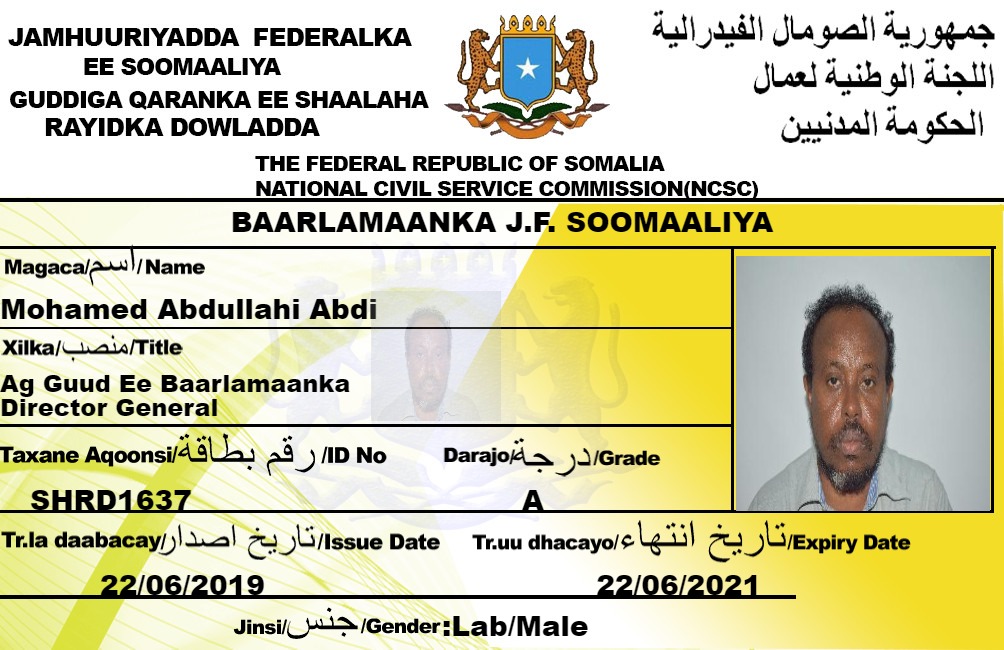 JAMHUURIYADDA FEDERALKA
EE SOOMAALIYA
GUDDIGA QARANKA EE SHAALAHA
RAYIDKA DOWLADDA
جمهورية الصومال الفيدرالية
اللجنة الوطنية لعمال
الحكومة المدنيين
THE FEDERAL REPUBLIC OF SOMALIA
NATIONAL CIVIL SERVICE COMMISSION(NCSC)
BAARLAMAANKA J.F. SOOMAALIYA
Magaca/اسم/Name
Mohamed Abdullahi Abdi
Xilka/منصب/Title
Ag Guud Ee Baarlamaanka
Director General
Taxane Aqoonsi/رقم بطاقة/ID No
Darajo/درجة/Grade
SHRD1637
A
Tr.la daabacay/تاريخ اصدار/Issue Date
Tr.uu dhacayo/تاريخ انتهاء/Expiry Date
22/06/2019
22/06/2021
Jinsi/جنس/Gender:Lab/Male